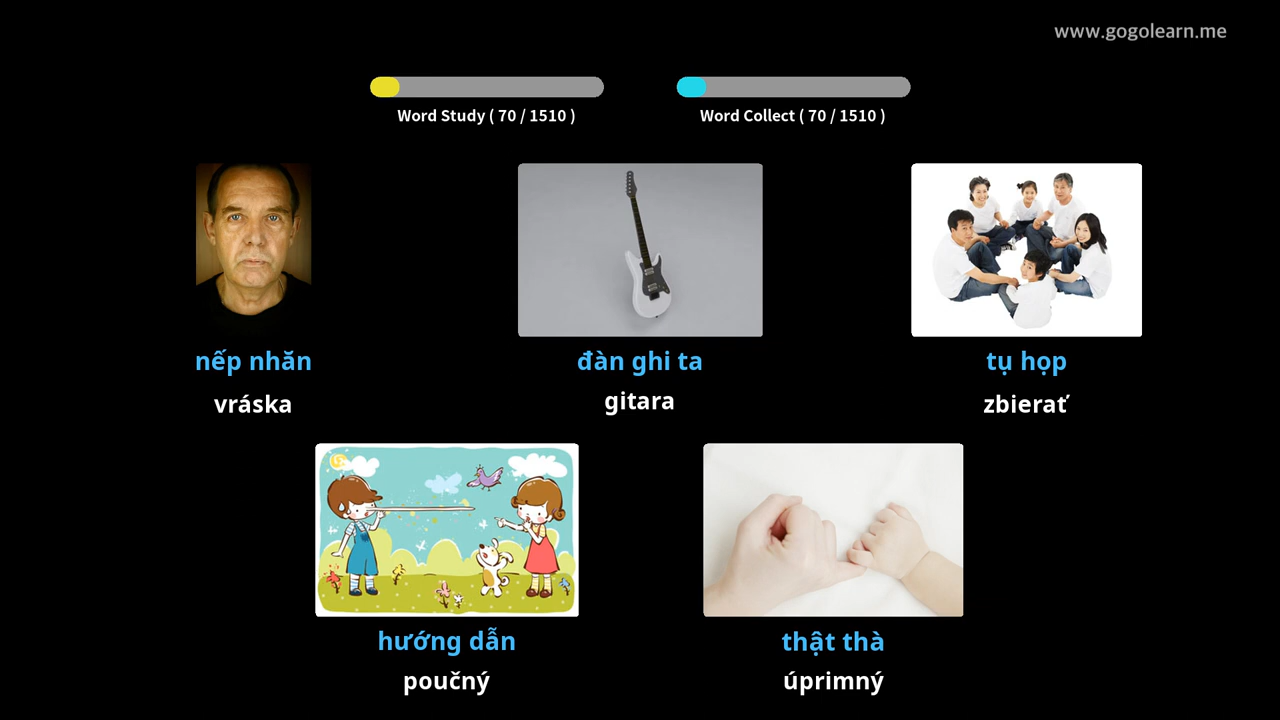 www.gogolearn.me
Word Study ( 70 / 1510 )
Word Collect ( 70 / 1510 )
nếp nhăn
đàn ghi ta
tụ họp
vráska
gitara
zbierať
hướng dẫn
thật thà
poučný
úprimný